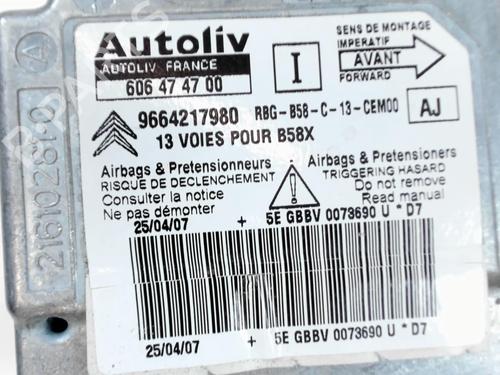 Autoliv
AUTOLIV FRANCE
606 47 47 00
I
SENS DE MONTAGE
IMPERATIF
AVANT
FORWARD
9664217980 RBG-B58-C-13-CEM00 AJ
13 VOIES POUR B58X
Airbags & Pretensionneurs
RISQUE DE DECLENCHEMENT
Consulter la notice
Ne pas démonter
Airbags & Pretensioners
TRIGGERING HASARD
Do not remove
Read manual
25/04/07 + 5E GBBV 0073690 U * D7
25/04/07 + 5E GBBV 0073690 U * D7
A